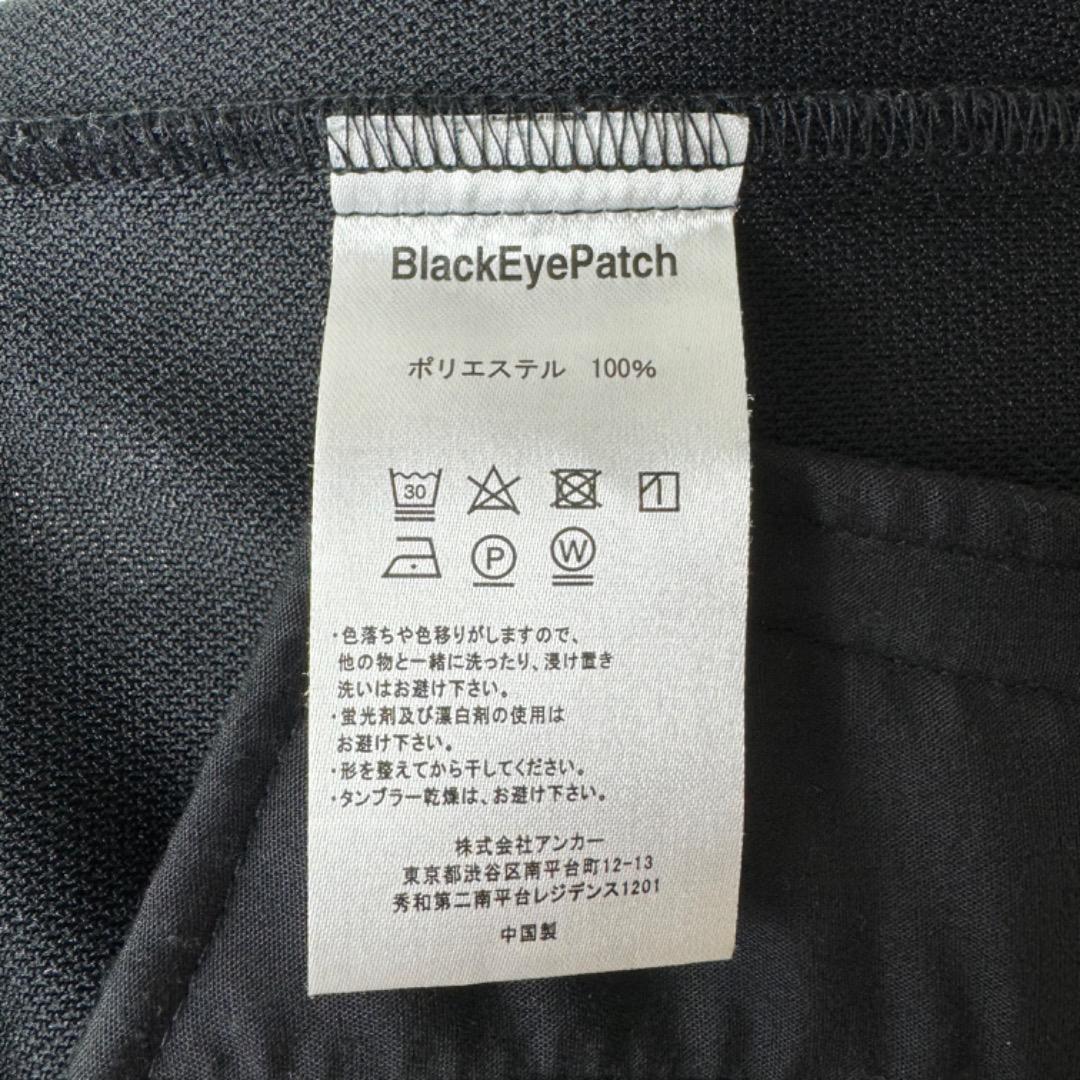 BlackEyePatch
ポリエステル 100%
30
P W
・色落ちや色移りがしますので、
他の物と一緒に洗ったり、浸け置き
洗いはお避け下さい。
・蛍光剤及び漂白剤の使用は
お避け下さい。
・形を整えてから干してください。
・タンブラー乾燥は、お避け下さい。
株式会社アンカー
東京都渋谷区南平台町12-13
秀和第二南平台レジデンス1201
中国製